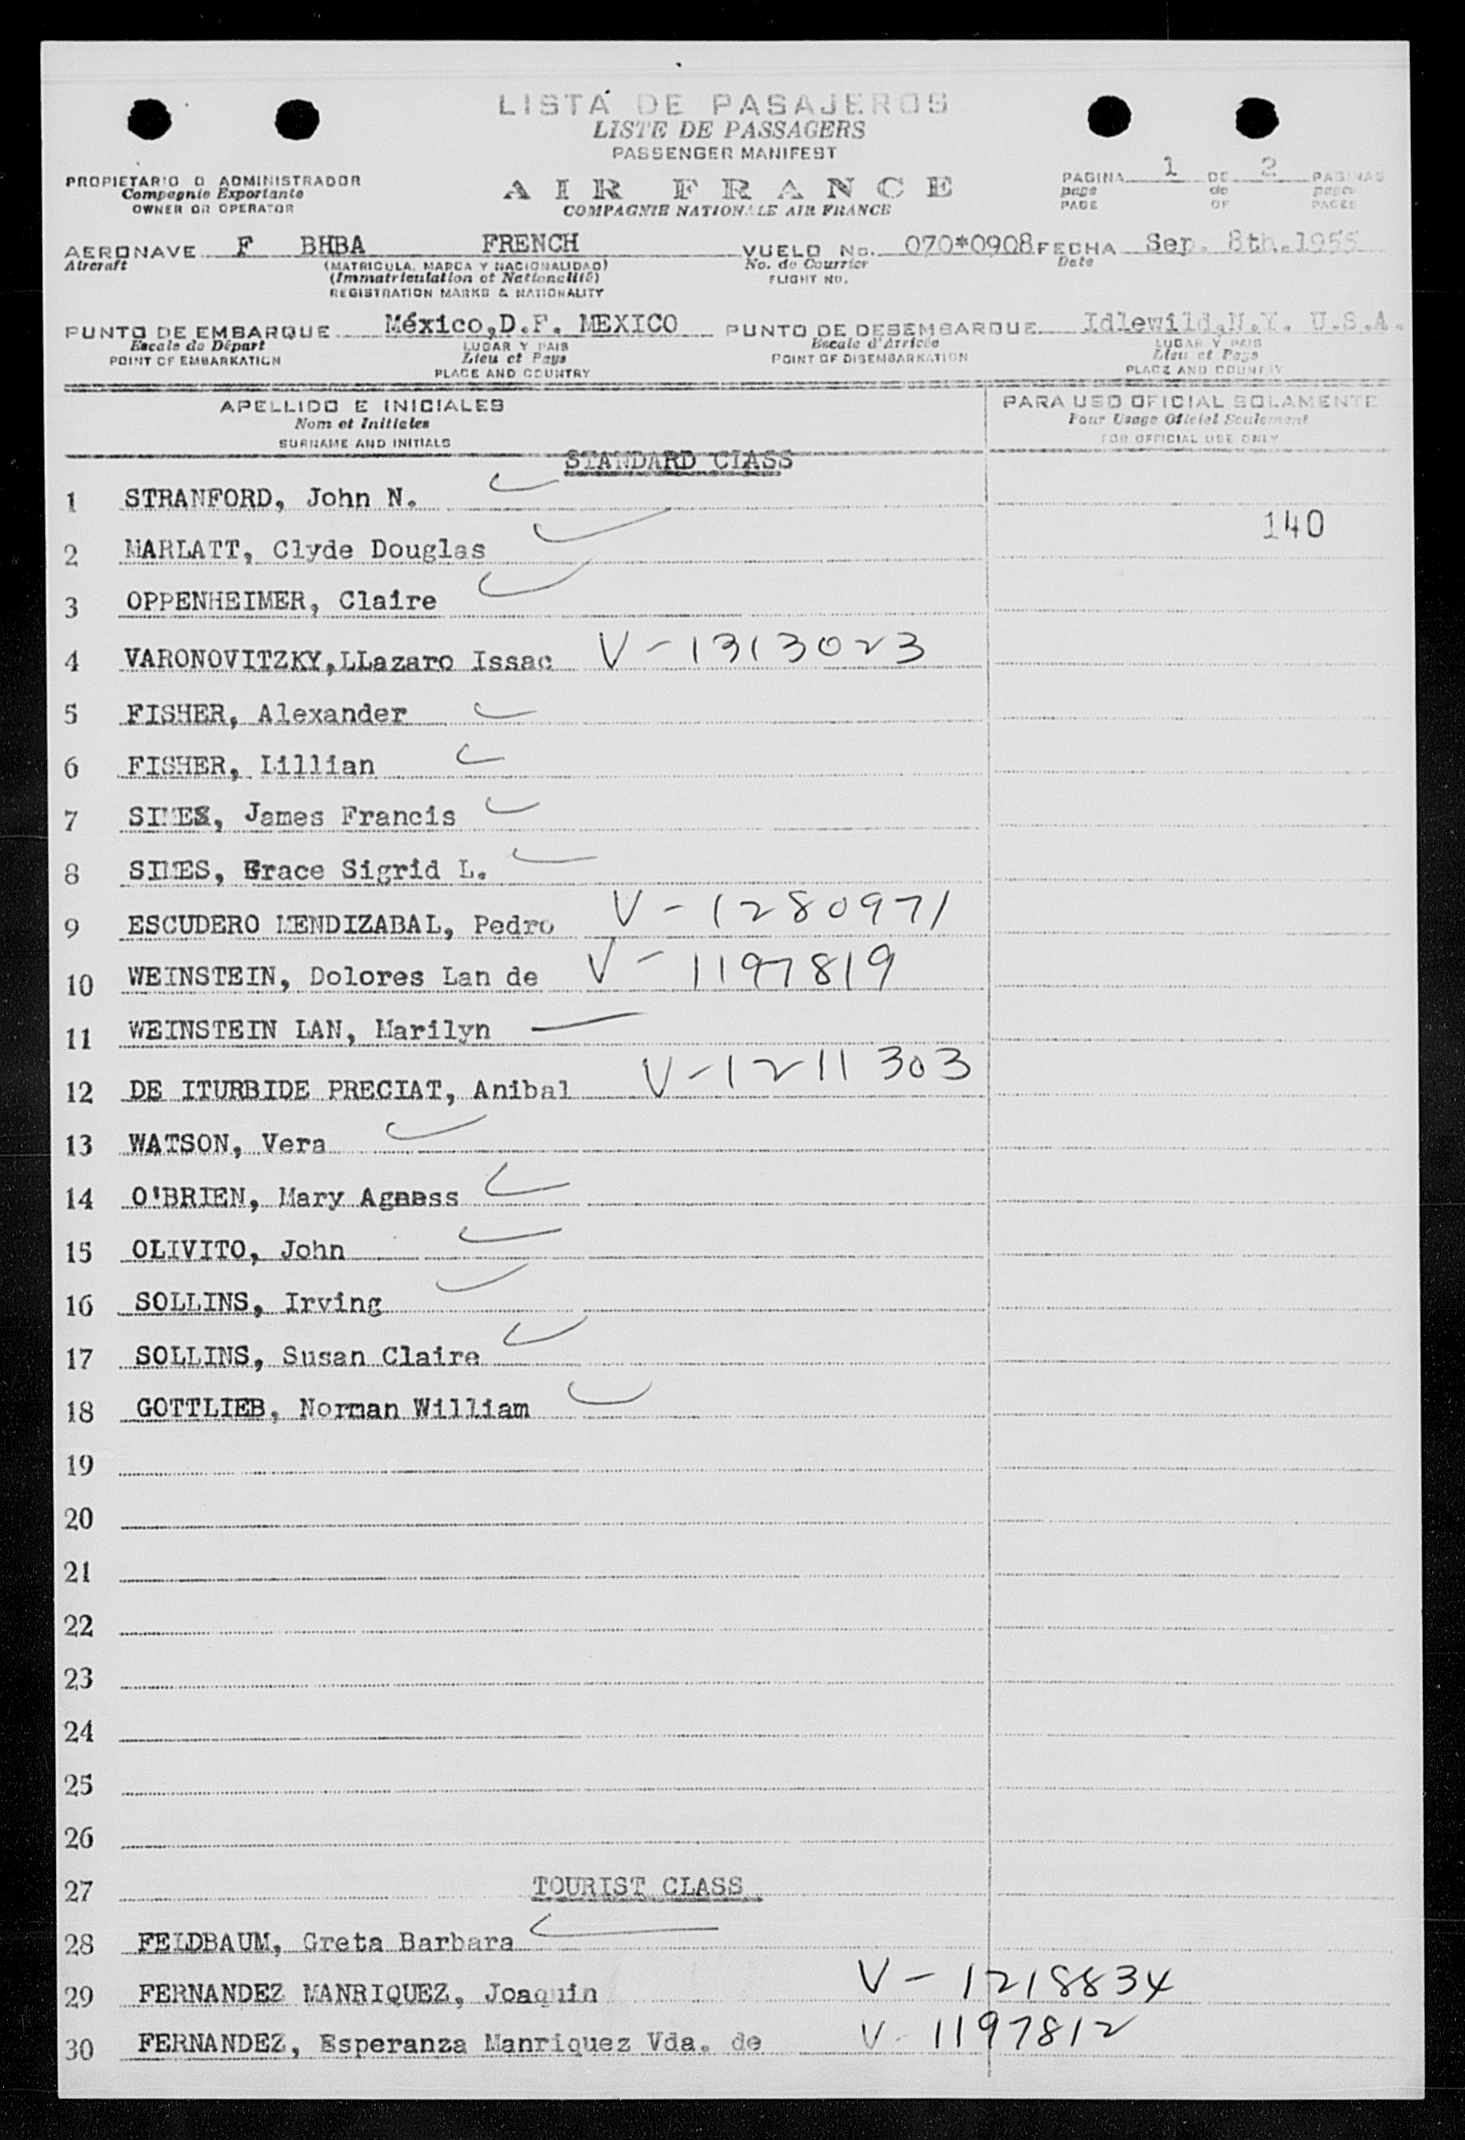 LISTA DE PASAJEROS
LISTE DE PASSAGERS
PASSENGER MANIFEST
PROPIETARIO O ADMINISTRADOR
Compagnie Exportante
OWNER OR OPERATOR
AIR FRANCE
COMPAGNIE NATIONALE AIR FRANCE
PAGINA 1 DE 2 PAGINAS
page de pages
PAGE OF PAGES
AERONAVE F BHBA FRENCH VUELO No. 070*0908 FECHA Sep. 8th.1955
Aircraft (MATRICULA, MARCA Y NACIONALIDAD) No. de Courrier Date
(Immatriculation et Nationalité) FLIGHT NO.
REGISTRATION MARKS & NATIONALITY
PUNTO DE EMBARQUE México,D.F. MEXICO PUNTO DE DESEMBARQUE Idlewild,N.Y. U.S.A.
Escale de Départ LUGAR Y PAIS Escale d'Arrivée LUGAR Y PAIS
POINT OF EMBARKATION Lieu et Pays POINT OF DISEMBARKATION Lieu et Pays
PLACE AND COUNTRY PLACE AND COUNTRY
APELLIDO E INICIALES PARA USO OFICIAL SOLAMENTE
Nom et Initiales Pour Usage Officiel Seulement
SURNAME AND INITIALS FOR OFFICIAL USE ONLY
STANDARD CLASS
1 STRANFORD, John N.
140
2 MARLATT, Clyde Douglas
3 OPPENHEIMER, Claire
4 VARONOVITZKY,LLazaro Issac V-1313023
5 FISHER, Alexander
6 FISHER, Lillian
7 SIMES, James Francis
8 SIMES, Grace Sigrid L.
9 ESCUDERO MENDIZABAL, Pedro V-1280971
10 WEINSTEIN, Dolores Lan de V-1197819
11 WEINSTEIN LAN, Marilyn
12 DE ITURBIDE PRECIAT, Anibal V-1211303
13 WATSON, Vera
14 O'BRIEN, Mary
15 OLIVITO, John
16 SOLLINS, Irving
17 SOLLINS, Susan Claire
18 GOTTLIEB, Norman William
19
20
21
22
23
24
25
26
27 TOURIST CLASS
28 FELDBAUM, Greta Barbara
29 FERNANDEZ MANRIQUEZ, Joaquin V-1218834
30 FERNANDEZ, Esperanza Manriquez Vda. de V-1197812